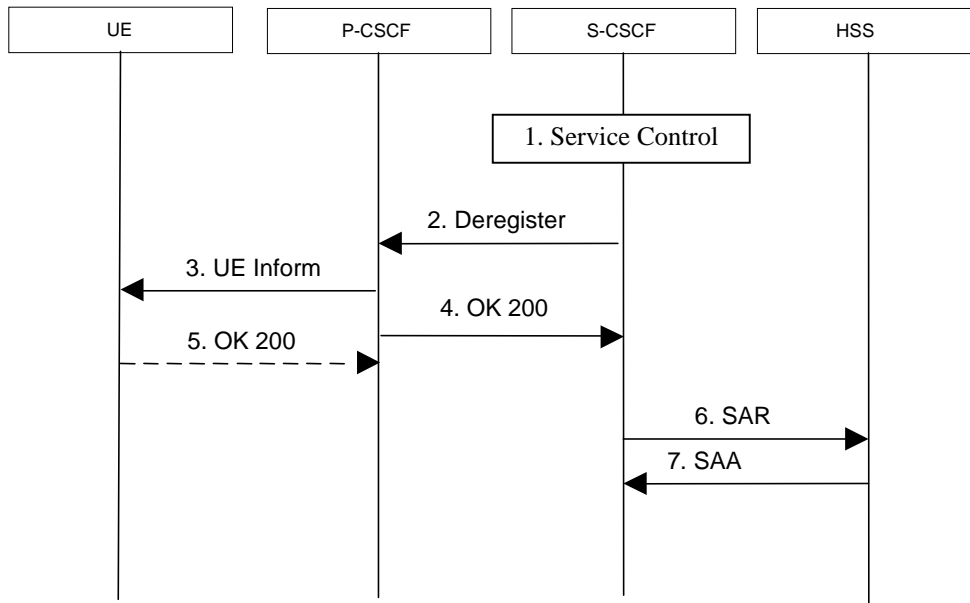 UE
P-CSCF
S-CSCF
HSS
1. Service Control
2. Deregister
3. UE Inform
4. OK 200
5. OK 200
6. SAR
7. SAA